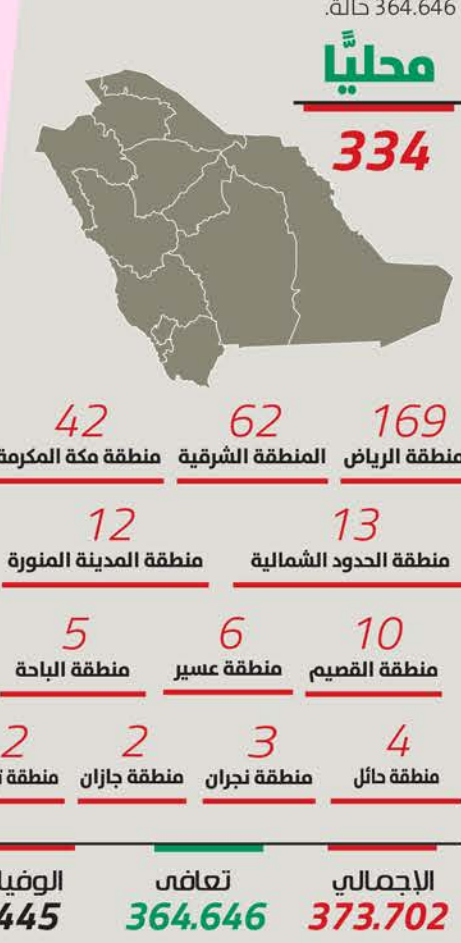 364.646 حالة.
محليًّا
334
169 62 42
منطقة الرياض المنطقة الشرقية منطقة مكة المكرمة
13 12
منطقة الحدود الشمالية منطقة المدينة المنورة
10 6 5
منطقة القصيم منطقة عسير منطقة الباحة
4 3 2 2
منطقة حائل منطقة نجران منطقة جازان منطقة
الإجمالي تعافى
373.702 364.646 445